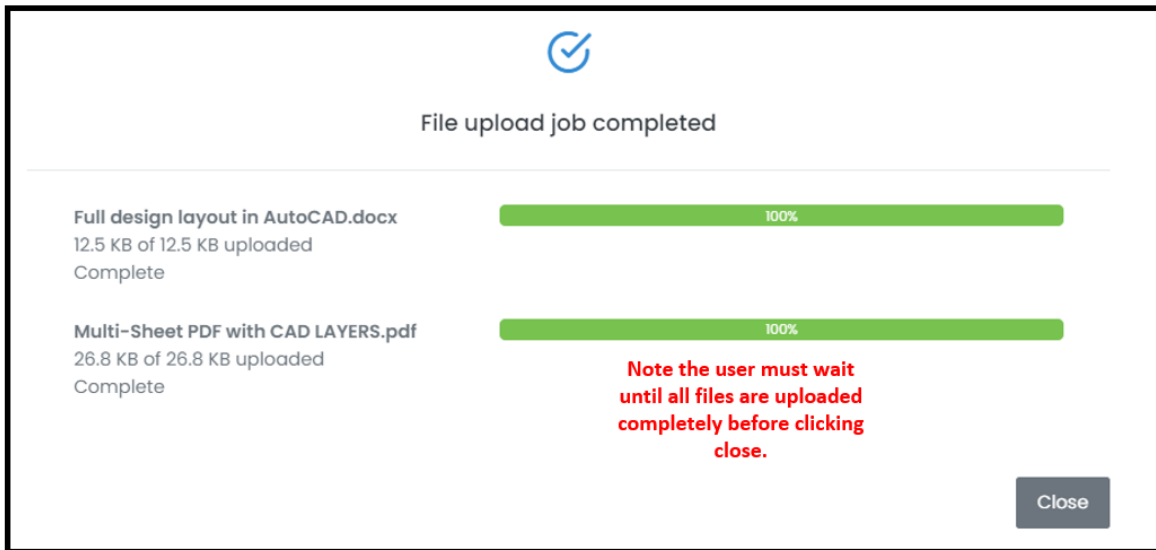 File upload job completed
Full design layout in AutoCAD.docx
100%
12.5 KB of 12.5 KB uploaded
Complete
Multi-Sheet PDF with CAD LAYERS.pdf
100%
26.8 KB of 26.8 KB uploaded
Complete
Note the user must wait
until all files are uploaded
completely before clicking
close.
Close